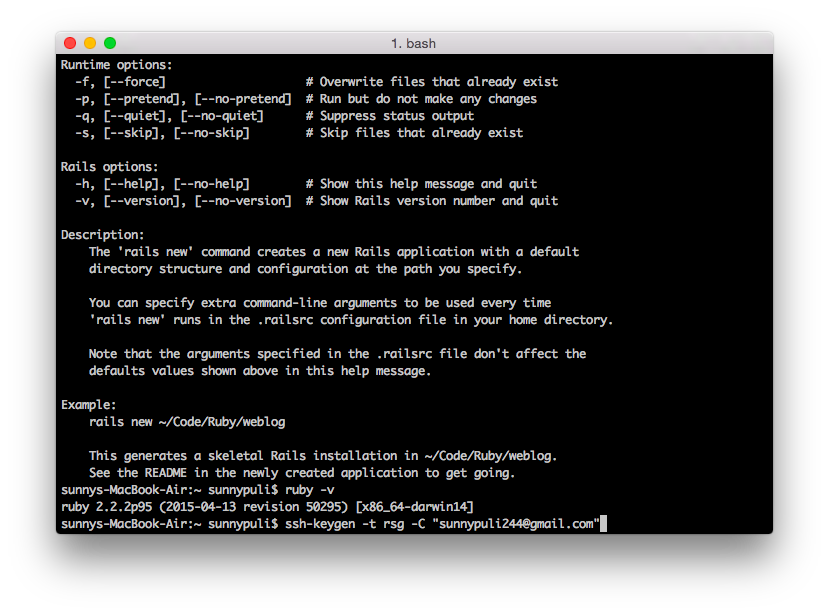 1. bash
Runtime options:
  -f, [--force]                    # Overwrite files that already exist
  -p, [--pretend], [--no-pretend]  # Run but do not make any changes
  -q, [--quiet], [--no-quiet]      # Suppress status output
  -s, [--skip], [--no-skip]        # Skip files that already exist

Rails options:
  -h, [--help], [--no-help]        # Show this help message and quit
  -v, [--version], [--no-version]  # Show Rails version number and quit

Description:
    The 'rails new' command creates a new Rails application with a default
    directory structure and configuration at the path you specify.

    You can specify extra command-line arguments to be used every time
    'rails new' runs in the .railsrc configuration file in your home directory.

    Note that the arguments specified in the .railsrc file don't affect the
    defaults values shown above in this help message.

Example:
    rails new ~/Code/Ruby/weblog

    This generates a skeletal Rails installation in ~/Code/Ruby/weblog.
    See the README in the newly created application to get going.
sunnys-MacBook-Air:~ sunnypuli$ ruby -v
ruby 2.2.2p95 (2015-04-13 revision 50295) [x86_64-darwin14]
sunnys-MacBook-Air:~ sunnypuli$ ssh-keygen -t rsg -C "sunnypuli244@gmail.com"